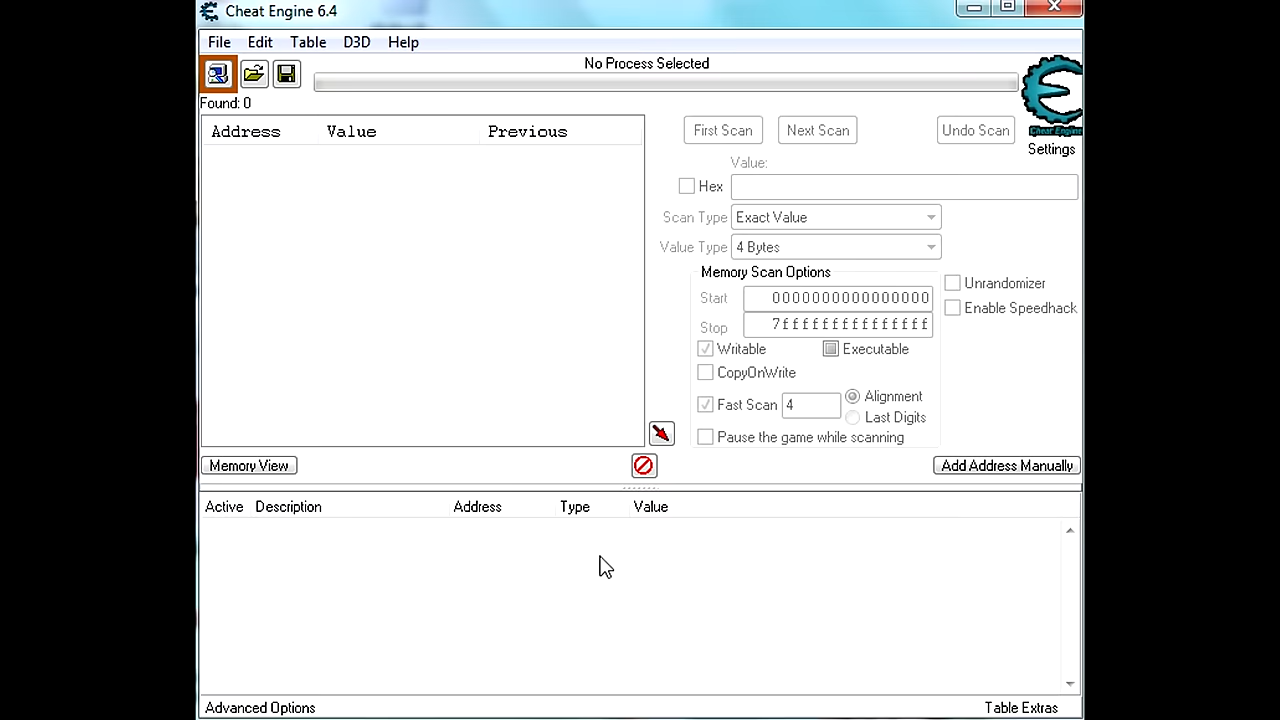 Cheat Engine 6.4
File Edit Table D3D Help
No Process Selected
Found: 0
Address Value Previous
First Scan Next Scan Undo Scan
Cheat Engine
Settings
Value:
Hex
Scan Type Exact Value
Value Type 4 Bytes
Memory Scan Options
Start 0000000000000000
Stop 7fffffffffffffff
Unrandomizer
Enable Speedhack
Writable Executable
CopyOnWrite
Fast Scan 4 Alignment
Last Digits
Pause the game while scanning
Memory View Add Address Manually
Active Description Address Type Value
Advanced Options Table Extras